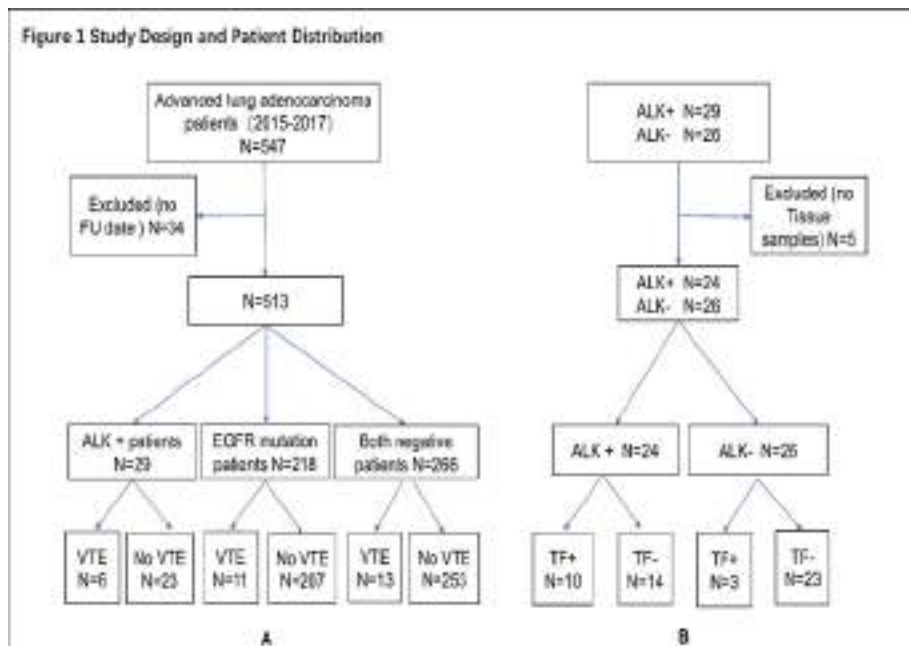 Figure 1 Study Design and Patient Distribution
Advanced lung adenocarcinoma
patients (2015-2017)
N=547
Excluded (no
FU date ) N=34
N=513
ALK + patients
N=29
EGFR mutation
patients N=218
Both negative
patients N=266
VTE
N=6
No VTE
N=23
VTE
N=11
No VTE
N=207
VTE
N=13
No VTE
N=253
A
ALK+ N=29
ALK- N=26
Excluded (no
Tissue
samples) N=5
ALK+ N=24
ALK- N=26
ALK + N=24
ALK- N=26
TF+
N=10
TF-
N=14
TF+
N=3
TF-
N=23
B